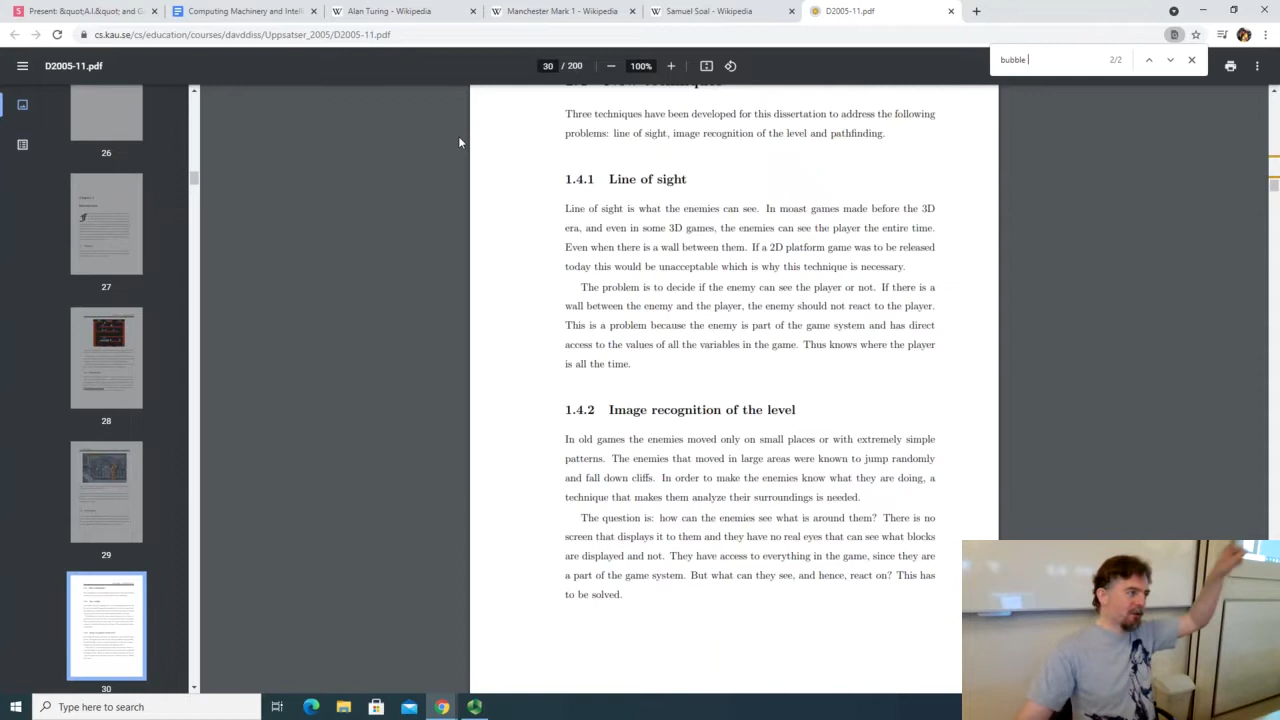 Present: &quot;A.I.&quot; and G
Computing Machinery and Intelli
Alan Turing - Wikipedia
Manchester Mark 1 - Wikipedia
Samuel Soal - Wikipedia
D2005-11.pdf
cs.kau.se/cs/education/courses/davddiss/Uppsatser_2005/D2005-11.pdf
bubble
2/2
D2005-11.pdf
30 / 200
100%
Three techniques have been developed for this dissertation to address the following
problems: line of sight, image recognition of the level and pathfinding.
1.4.1 Line of sight
Line of sight is what the enemies can see. In moast games made before the 3D
era, and even in some 3D games, the enemies can see the player the entire time.
Even when there is a wall between them. If a 2D platform game was to be released
today this would be unacceptable which is why this technique is necessary.
The problem is to decide if the enemy can see the player or not. If there is a
wall between the enemy and the player, the enemy should not react to the player.
This is a problem because the enemy is part of the game system and has direct
access to the values of all the variables in the game. Thus knows where the player
is all the time.
1.4.2 Image recognition of the level
In old games the enemies moved only on small places or with extremely simple
patterns. The enemies that moved in large areas were known to jump randomly
and fall down cliffs. In order to make the enemies know what they are doing, a
technique that makes them analyze their surroundings is needed.
The question is: how can the enemies see what is around them? There is no
screen that displays it to them and they have no real eyes that can see what blocks
are displayed and not. They have access to everything in the game, since they are
a part of the game system. But what can they see, and hence, react on? This has
to be solved.
26
27
28
29
30
Type here to search